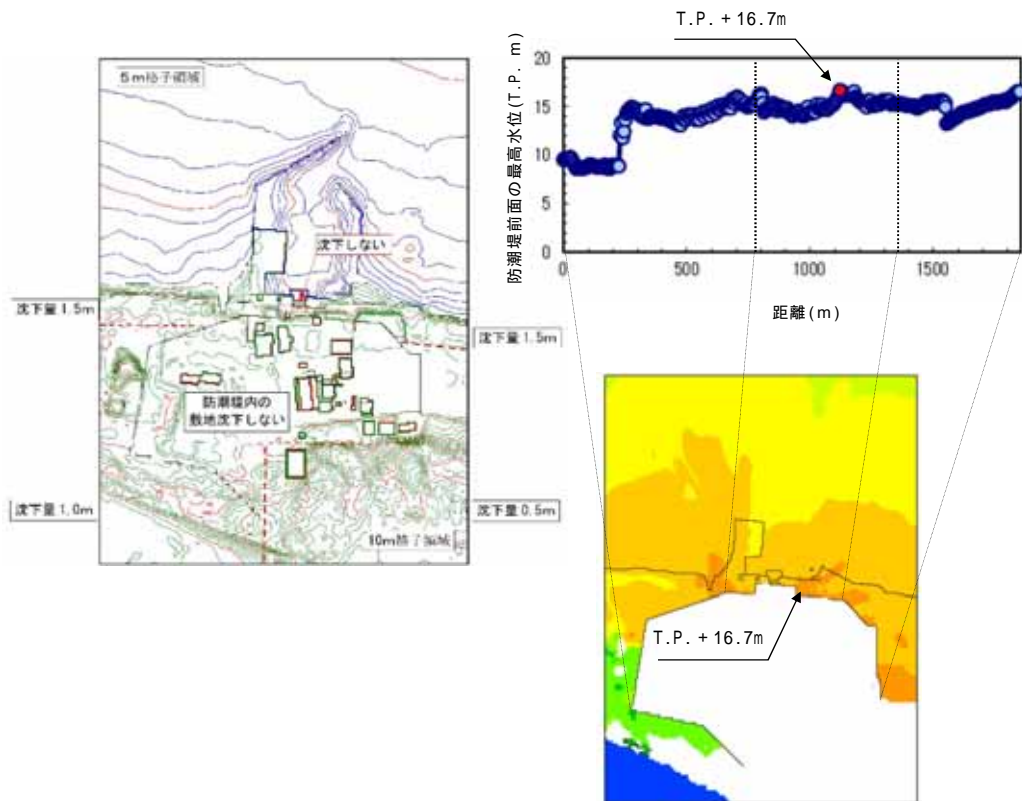 5m格子領域
沈下しない
沈下量1.5m
沈下量1.5m
防潮堤内の
敷地沈下しない
沈下量1.0m
沈下量0.5m
10m格子領域
T.P.+16.7m
防潮堤前面の最高水位(T.P. m)
20
15
10
5
0
0
500
1000
1500
距離(m)
T.P.+16.7m